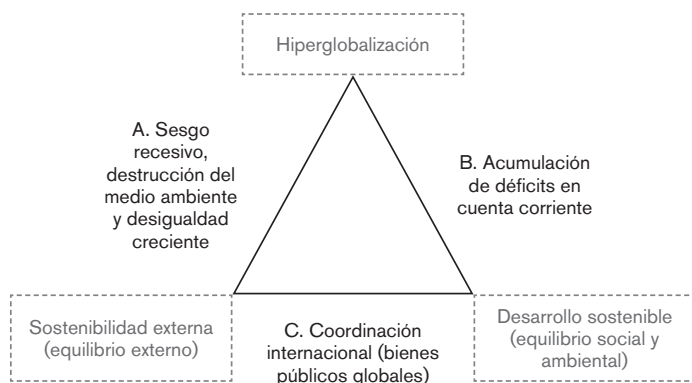 Hiperglobalización
A. Sesgo
recesivo,
destrucción del
medio ambiente
y desigualdad
creciente
B. Acumulación
de déficits en
cuenta corriente
Sostenibilidad externa
(equilibrio externo)
C. Coordinación
internacional (bienes
públicos globales)
Desarrollo sostenible
(equilibrio social y
ambiental)